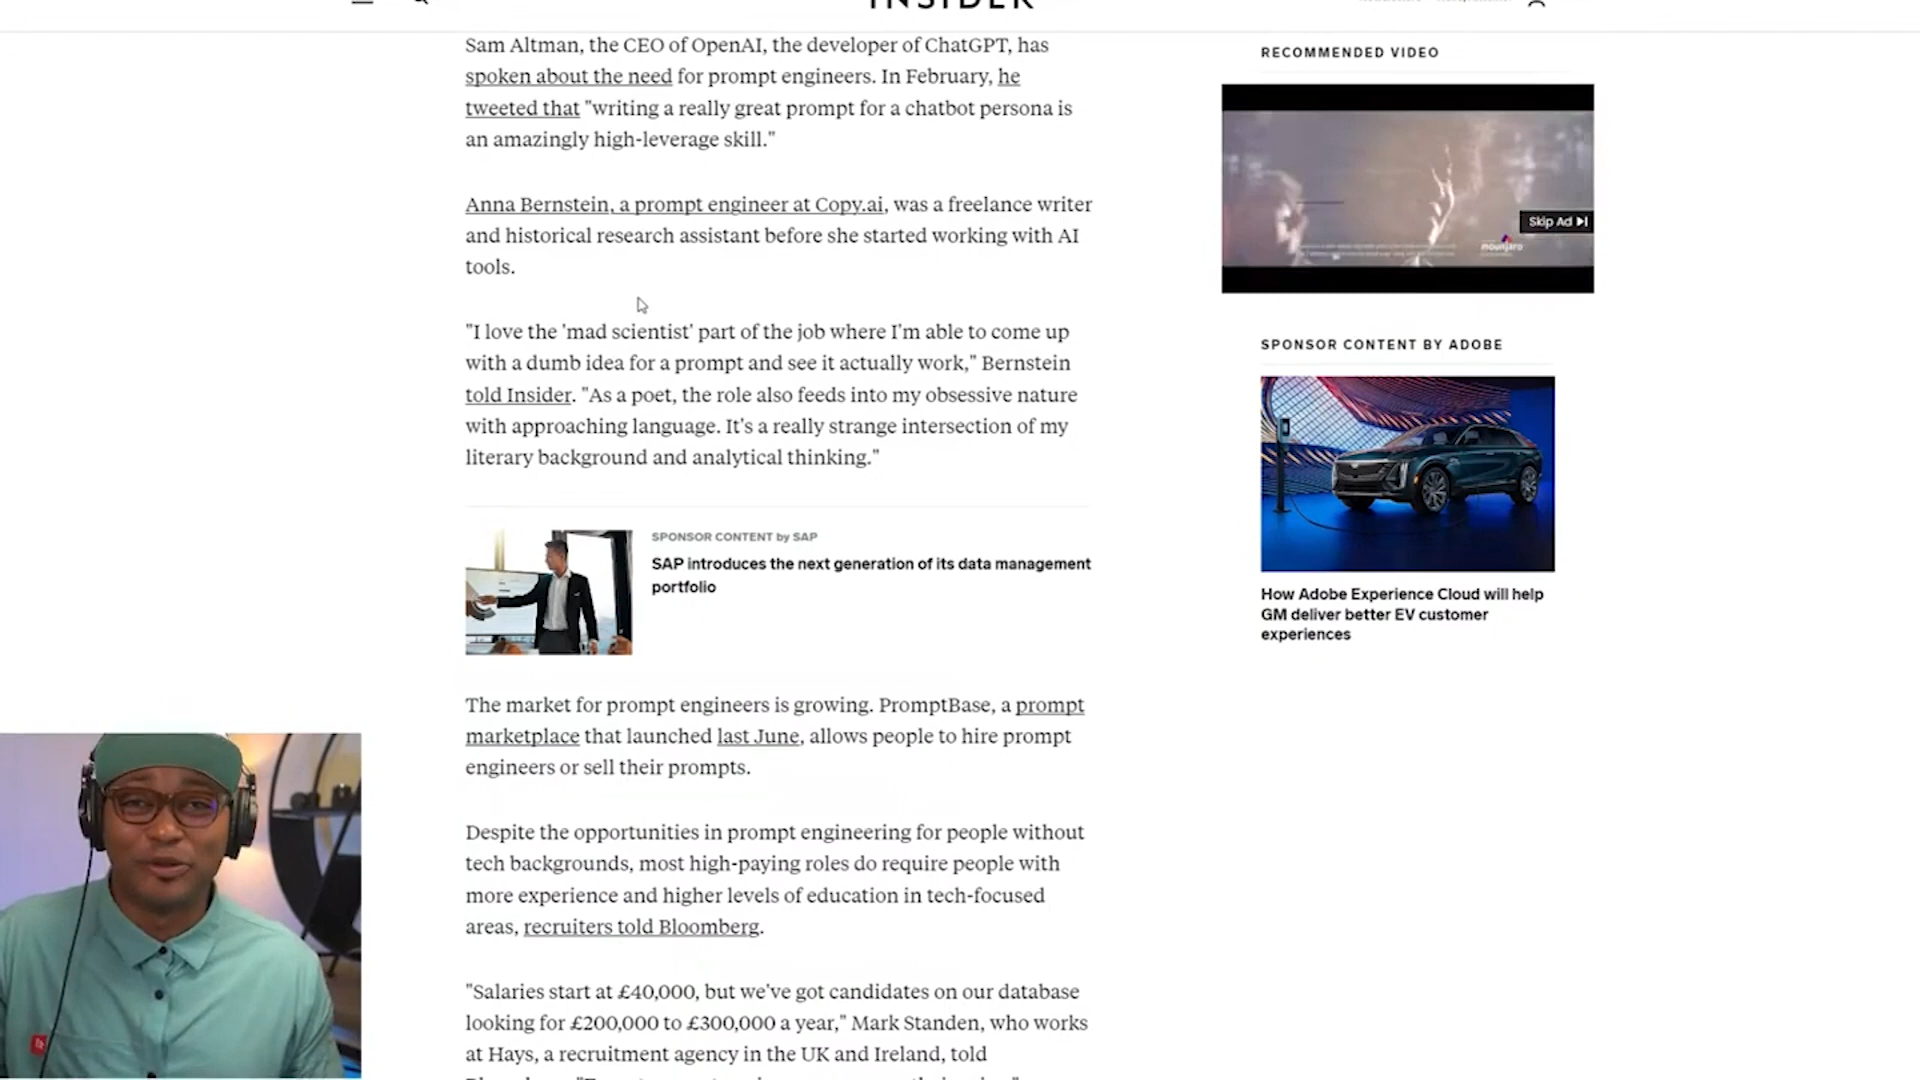 INSIDER
Sam Altman, the CEO of OpenAI, the developer of ChatGPT, has
spoken about the need for prompt engineers. In February, he
tweeted that "writing a really great prompt for a chatbot persona is
an amazingly high-leverage skill."
Anna Bernstein, a prompt engineer at Copy.ai, was a freelance writer
and historical research assistant before she started working with AI
tools.
"I love the 'mad scientist' part of the job where I'm able to come up
with a dumb idea for a prompt and see it actually work," Bernstein
told Insider. "As a poet, the role also feeds into my obsessive nature
with approaching language. It's a really strange intersection of my
literary background and analytical thinking."
SPONSOR CONTENT by SAP
SAP introduces the next generation of its data management
portfolio
The market for prompt engineers is growing. PromptBase, a prompt
marketplace that launched last June, allows people to hire prompt
engineers or sell their prompts.
Despite the opportunities in prompt engineering for people without
tech backgrounds, most high-paying roles do require people with
more experience and higher levels of education in tech-focused
areas, recruiters told Bloomberg.
"Salaries start at £40,000, but we've got candidates on our database
looking for £200,000 to £300,000 a year," Mark Standen, who works
at Hays, a recruitment agency in the UK and Ireland, told
RECOMMENDED VIDEO
Skip Ad
mounjaro
SPONSOR CONTENT BY ADOBE
How Adobe Experience Cloud will help
GM deliver better EV customer
experiences